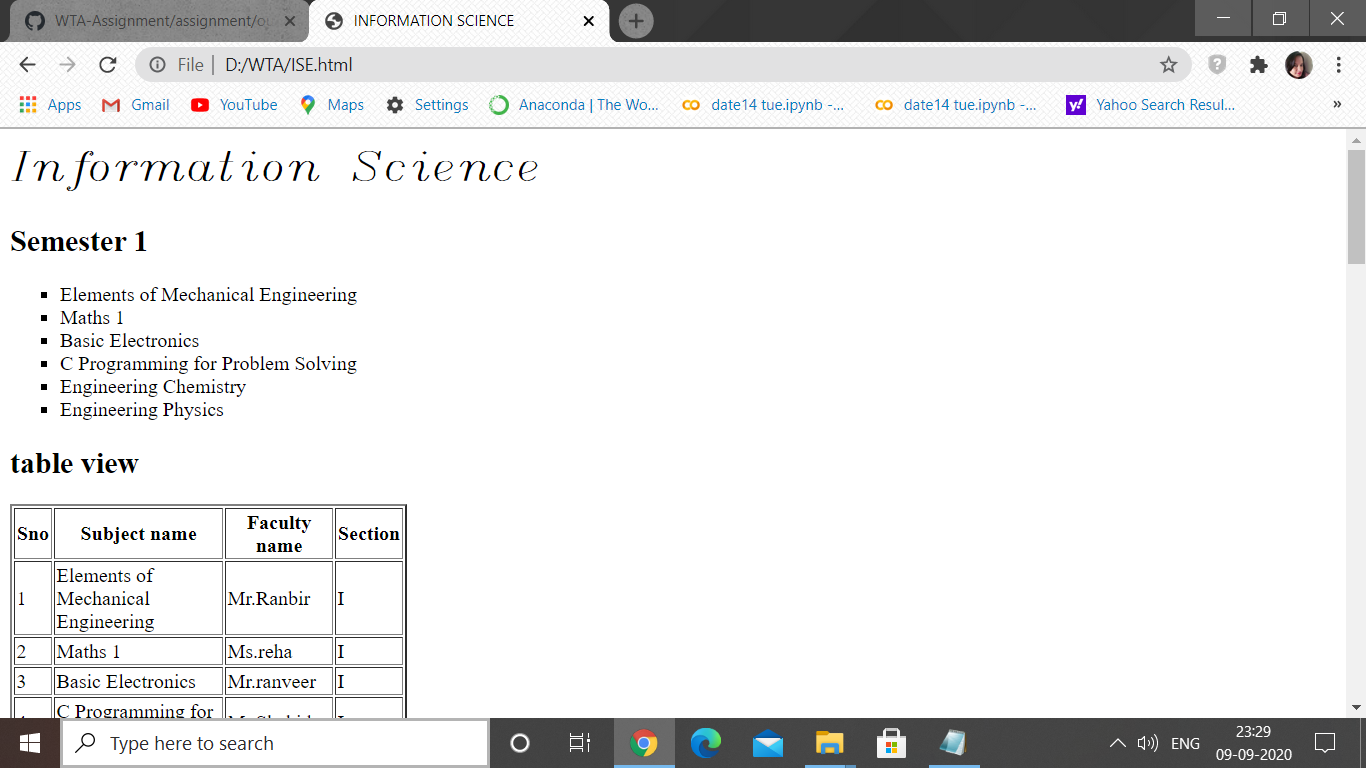 WTA-Assignment/assignment/ou
INFORMATION SCIENCE
File | D:/WTA/ISE.html
Apps Gmail YouTube Maps Settings Anaconda | The Wo... date14 tue.ipynb -... date14 tue.ipynb -... Yahoo Search Resul... »
Information Science
Semester 1
Elements of Mechanical Engineering
Maths 1
Basic Electronics
C Programming for Problem Solving
Engineering Chemistry
Engineering Physics
table view
Sno Subject name Faculty name Section
1 Elements of Mechanical Engineering Mr.Ranbir I
2 Maths 1 Ms.reha I
3 Basic Electronics Mr.ranveer I
C Programming for
Type here to search
ENG
23:29
09-09-2020